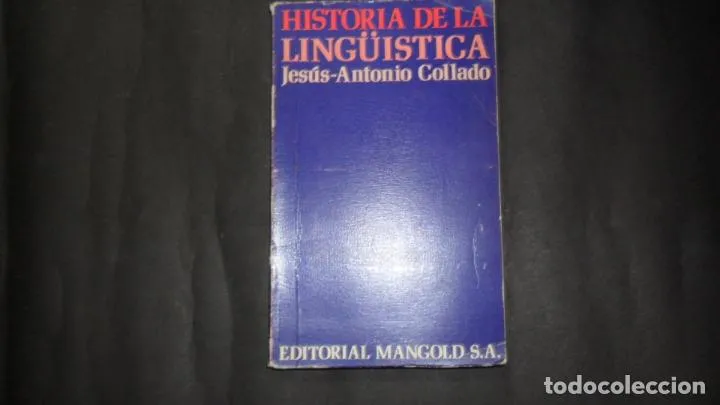 HISTORIA DE LA
LINGÜISTICA
Jesús-Antonio Collado
EDITORIAL MANGOLD S.A.
todocoleccion